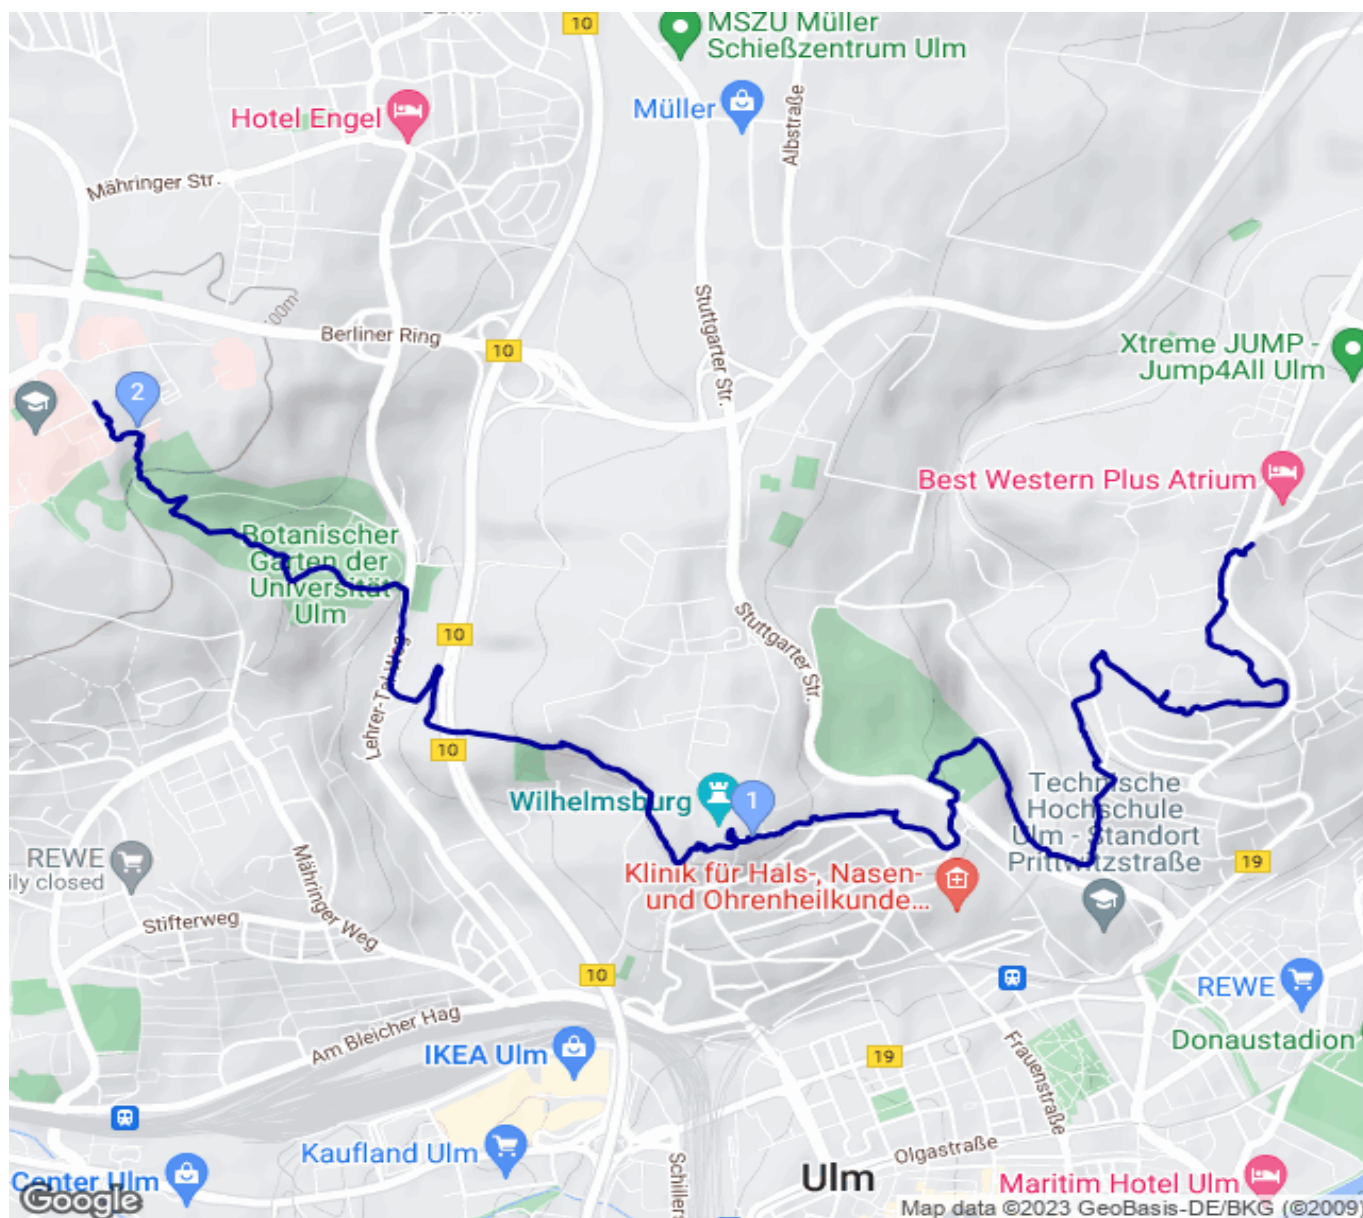 10
MSZU Müller
Schießzentrum Ulm
Müller
Hotel Engel
Albstraße
Mähringer Str.
Stuttgarter Str.
Berliner Ring
10
Xtreme JUMP -
Jump4All Ulm
2
Best Western Plus Atrium
Botanischer
Garten der
Universität
Ulm
Stuttgarter Str.
10
Lehrer-Tal-Weg
10
Wilhelmsburg
1
Technische
Hochschule
Ulm - Standort
Prittwitzstraße
REWE
ily closed
Klinik für Hals-, Nasen-
und Ohrenheilkunde...
19
Mähringer Weg
Stifterweg
10
REWE
Am Bleicher Hag
IKEA Ulm
19
Frauenstraße
Donaustadion
Kaufland Ulm
Olgastraße
Center Ulm
Schillers
Ulm
Maritim Hotel Ulm
Google
Map data ©2023 GeoBasis-DE/BKG (©2009)